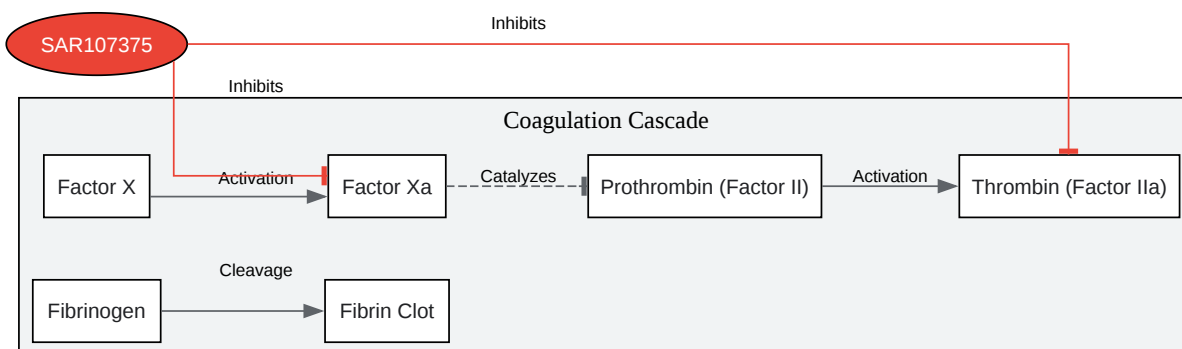 Inhibits
SAR107375
Inhibits
Coagulation Cascade
Factor X
Activation
Factor Xa
Catalyzes
Prothrombin (Factor II)
Activation
Thrombin (Factor IIa)
Cleavage
Fibrinogen
Fibrin Clot